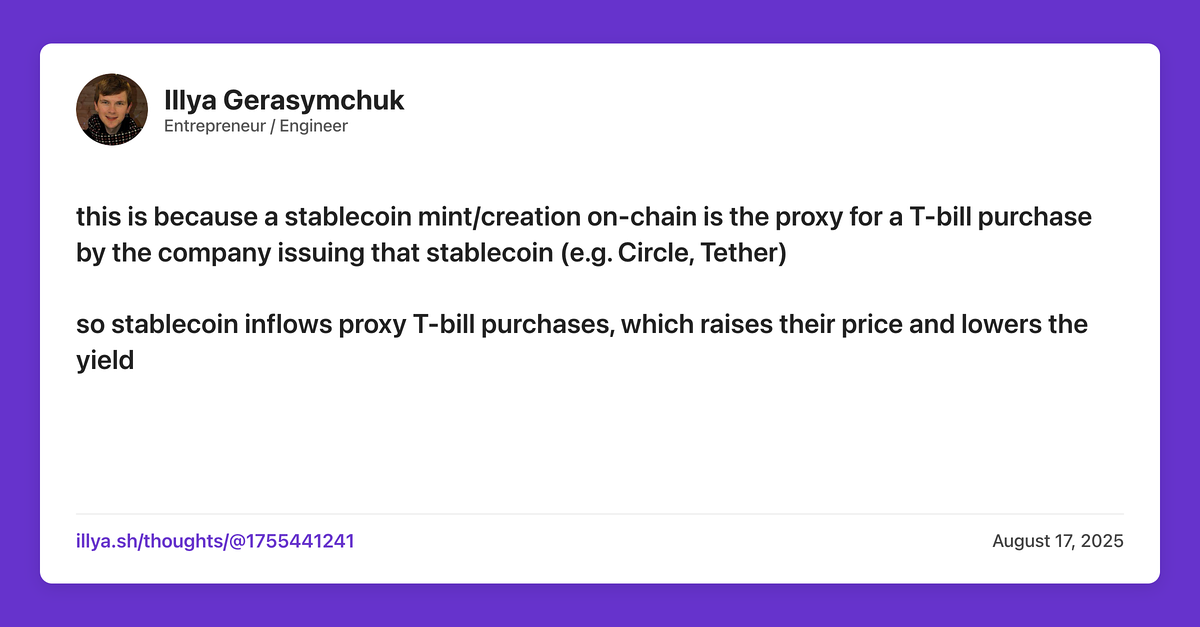 Illya Gerasymchuk
Entrepreneur / Engineer
this is because a stablecoin mint/creation on-chain is the proxy for a T-bill purchase
by the company issuing that stablecoin (e.g. Circle, Tether)
so stablecoin inflows proxy T-bill purchases, which raises their price and lowers the
yield
illya.sh/thoughts/@1755441241
August 17, 2025